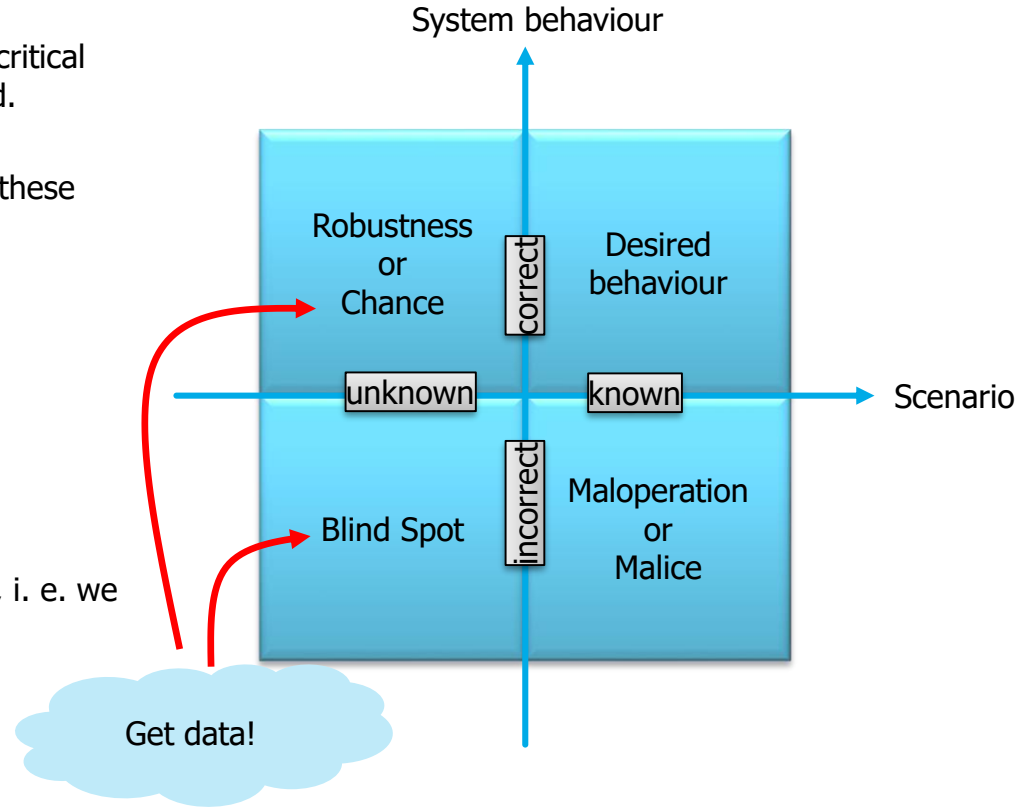 System behaviour
critical
d.
these
Robustness
or
Chance
correct
Desired
behaviour
unknown
known
Scenario
incorrect
Blind Spot
Maloperation
or
Malice
i. e. we
Get data!